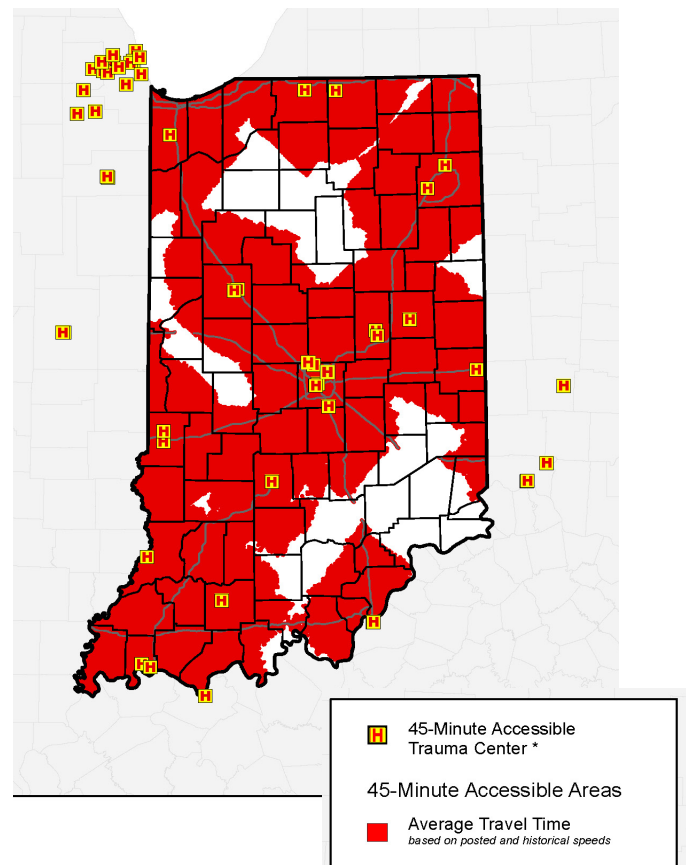 45-Minute Accessible
Trauma Center *
45-Minute Accessible Areas
Average Travel Time
based on posted and historical speeds